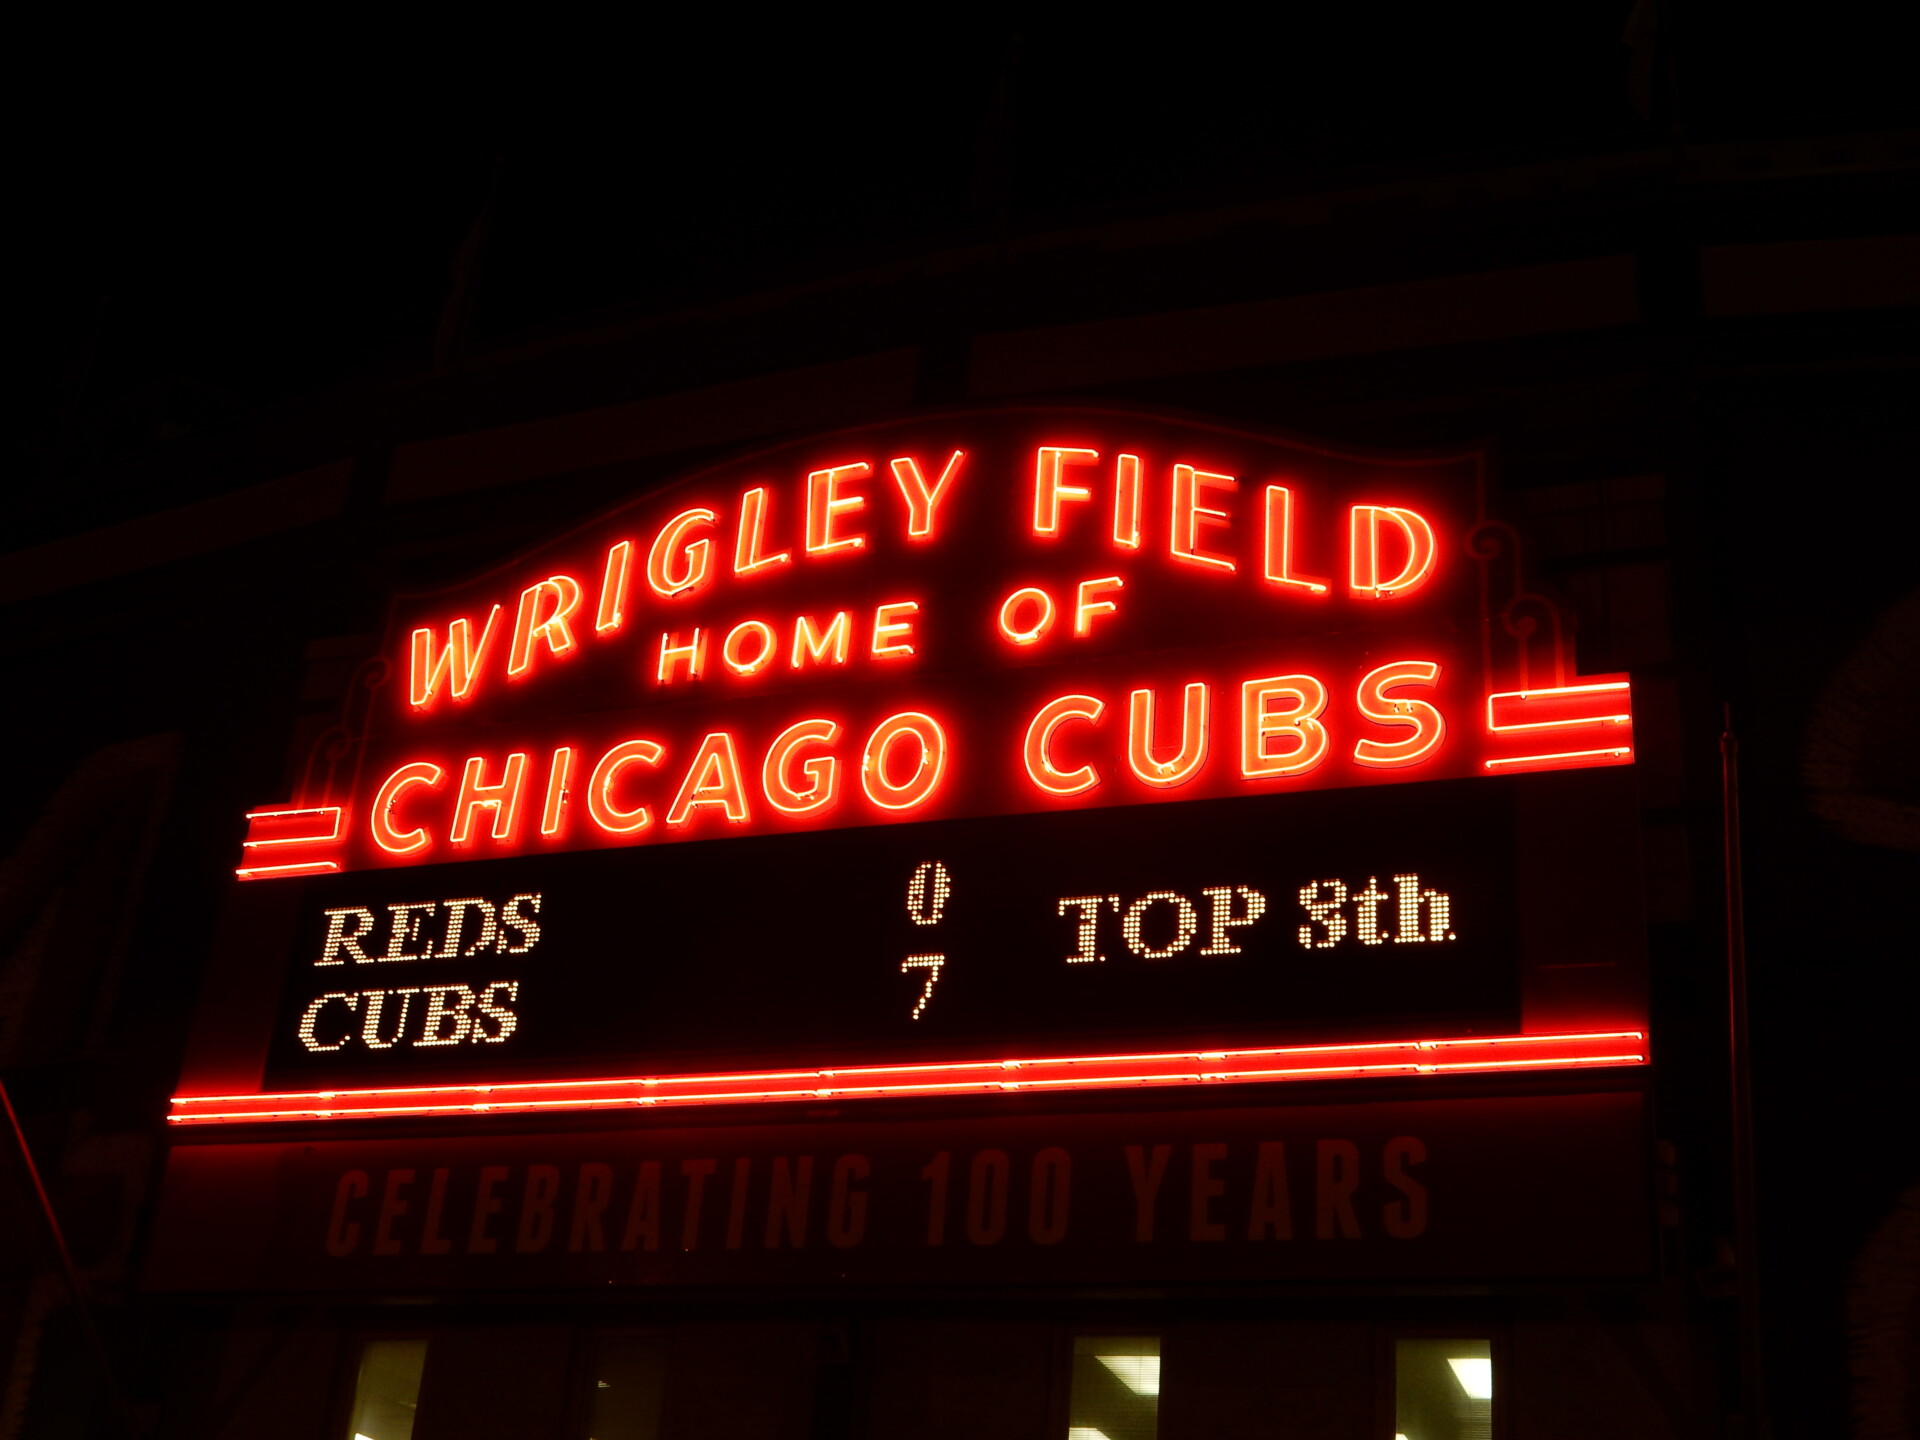 WRIGLEY FIELD
HOME OF
CHICAGO CUBS
REDS 0 TOP 8th
CUBS 7
CELEBRATING 100 YEARS